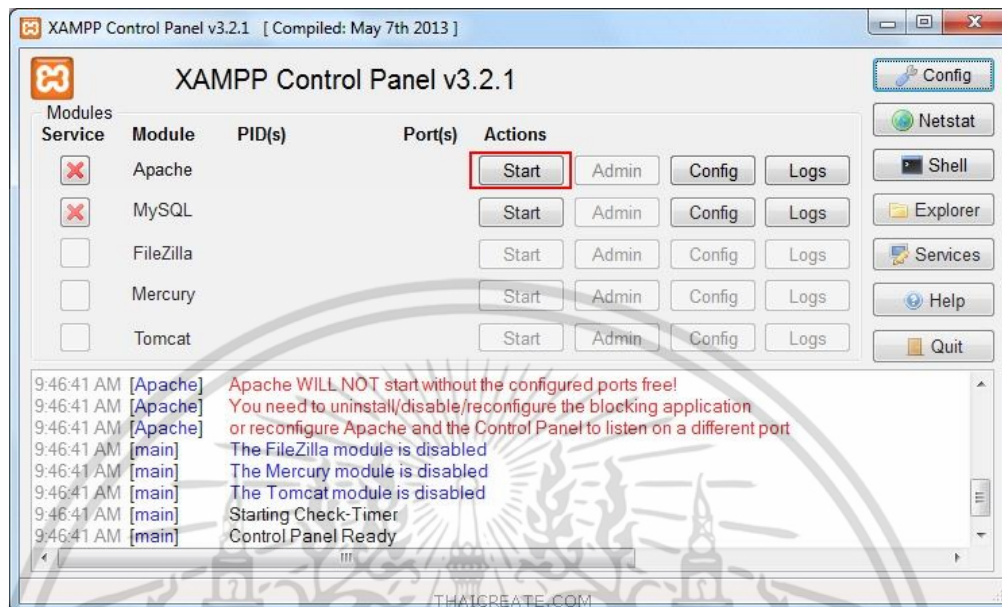 XAMPP Control Panel v3.2.1 [ Compiled: May 7th 2013 ]
XAMPP Control Panel v3.2.1
Config
Modules
Service Module PID(s) Port(s) Actions
Netstat
Apache Start Admin Config Logs
Shell
MySQL Start Admin Config Logs
Explorer
FileZilla Start Admin Config Logs
Services
Mercury Start Admin Config Logs
Help
Tomcat Start Admin Config Logs
Quit
9:46:41 AM [Apache] Apache WILL NOT start without the configured ports free!
9:46:41 AM [Apache] You need to uninstall/disable/reconfigure the blocking application
9:46:41 AM [Apache] or reconfigure Apache and the Control Panel to listen on a different port
9:46:41 AM [main] The FileZilla module is disabled
9:46:41 AM [main] The Mercury module is disabled
9:46:41 AM [main] The Tomcat module is disabled
9:46:41 AM [main] Starting Check-Timer
9:46:41 AM [main] Control Panel Ready
THAICREATE.COM